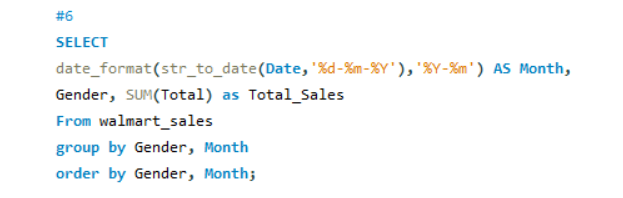 #6
SELECT
date_format(str_to_date(Date,'%d-%m-%Y'),'%Y-%m') AS Month,
Gender, SUM(Total) as Total_Sales
From walmart_sales
group by Gender, Month
order by Gender, Month;